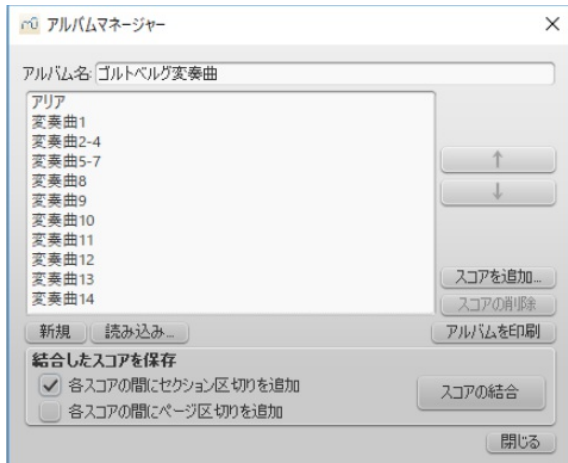 アルバムマネージャー
アルバム名: ゴルトベルグ変奏曲
アリア
変奏曲1
変奏曲2-4
変奏曲5-7
変奏曲8
変奏曲9
変奏曲10
変奏曲11
変奏曲12
変奏曲13
変奏曲14
↑
↓
スコアを追加...
スコアの削除
新規 読み込み... アルバムを印刷
結合したスコアを保存
各スコアの間にセクション区切りを追加
各スコアの間にページ区切りを追加
スコアの結合
閉じる